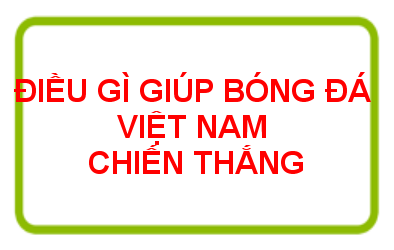 ĐIỀU GÌ GIÚP BÓNG ĐÁ
VIỆT NAM
CHIẾN THẮNG